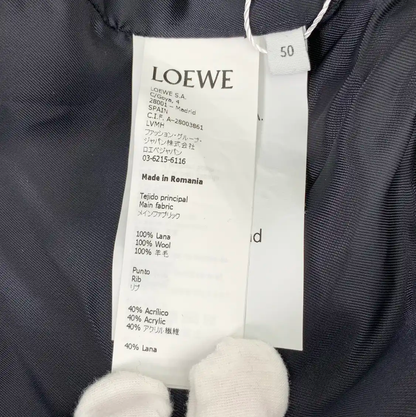 50
LOEWE
LOEWE S.A.
C/Goya, 4
28001 - Madrid
SPAIN
C.I.F. A-28003861
LVMH
ファッション・グループ・
ジャパン株式会社
ロエベジャパン
03-6215-6116
Made in Romania
Tejido principal
Main fabric
メインファブリック
100% Lana
100% Wool
100% 羊毛
Punto
Rib
リブ
40% Acrílico
40% Acrylic
40% アクリル繊維
40% Lana